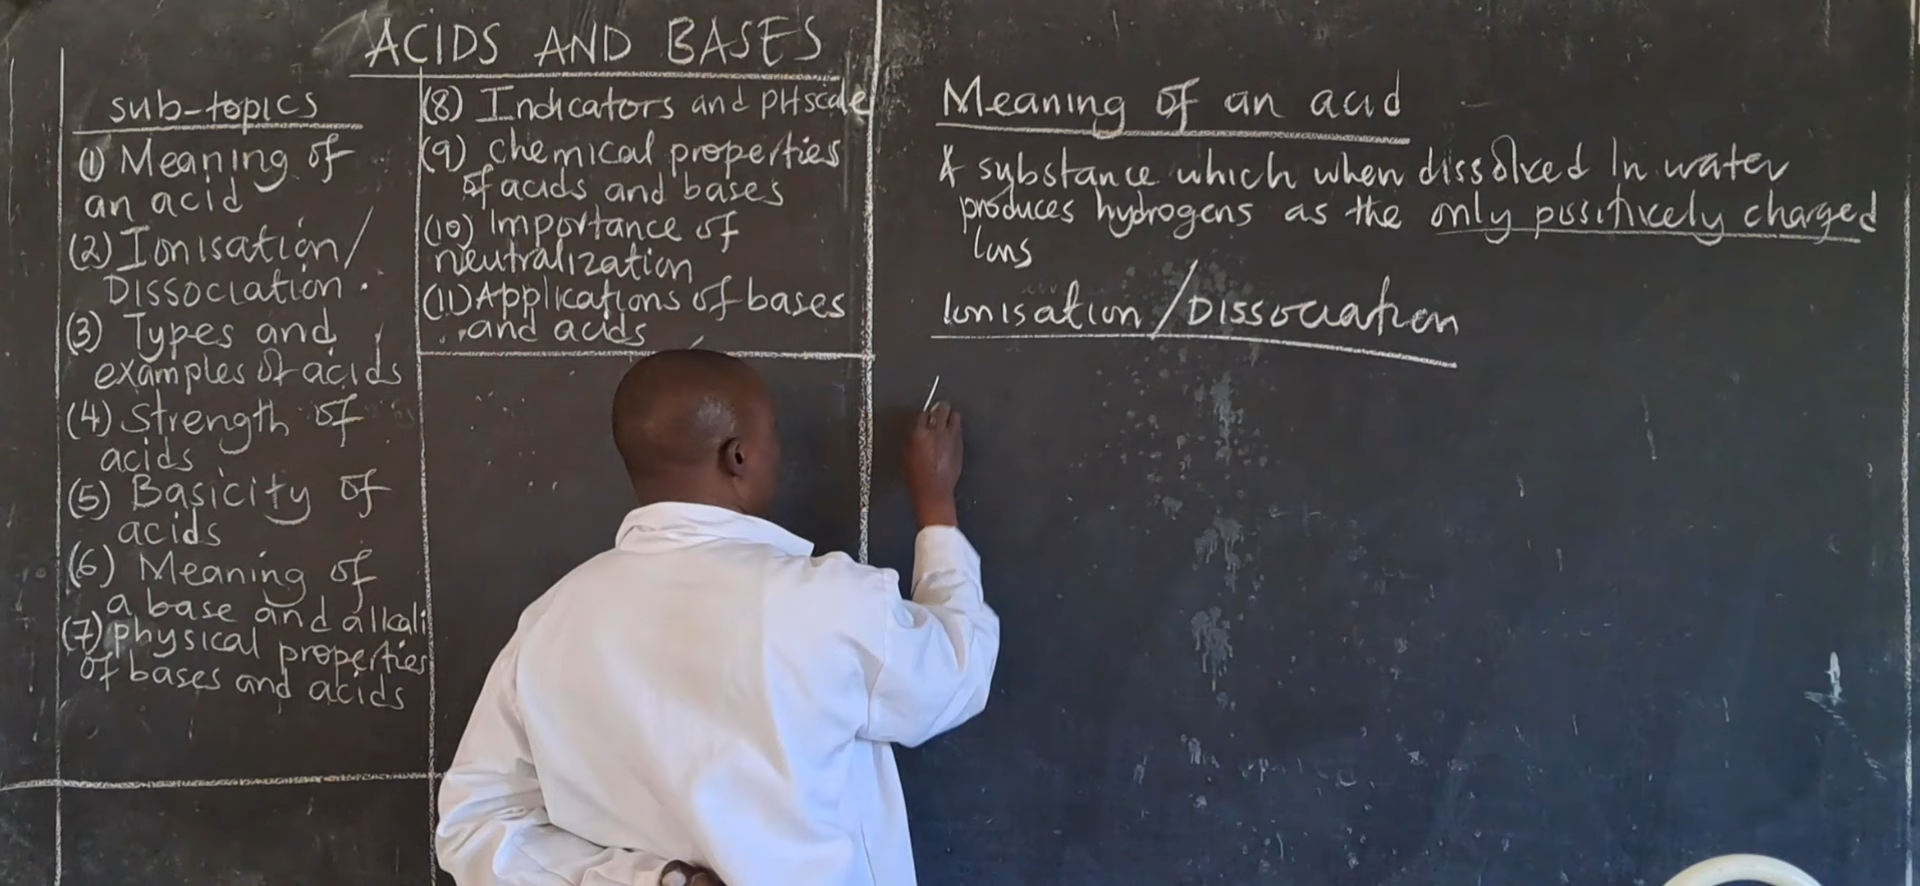 ACIDS AND BASES
sub-topics
(1) Meaning of
an acid
(2) Ionisation/
Dissociation.
(3) Types and
examples of acids
(4) Strength of
acids
(5) Basicity of
acids
(6) Meaning of
a base and alkali
(7) physical properties
of bases and acids
(8) Indicators and PH scale
(9) chemical properties
of acids and bases
(10) Importance of
neutralization
(11) Applications of bases
and acids
Meaning of an acid
A substance which when dissolved in water
produces hydrogens as the only positively charged
ions
Ionisation/Dissociation